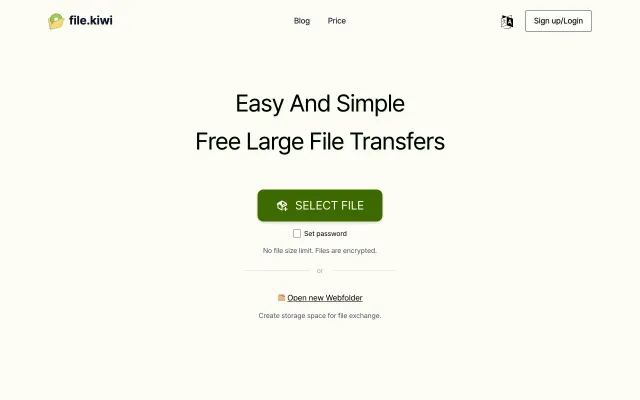 file.kiwi
Blog
Price
Sign up/Login
Easy And Simple
Free Large File Transfers
SELECT FILE
Set password
No file size limit. Files are encrypted.
or
Open new Webfolder
Create storage space for file exchange.